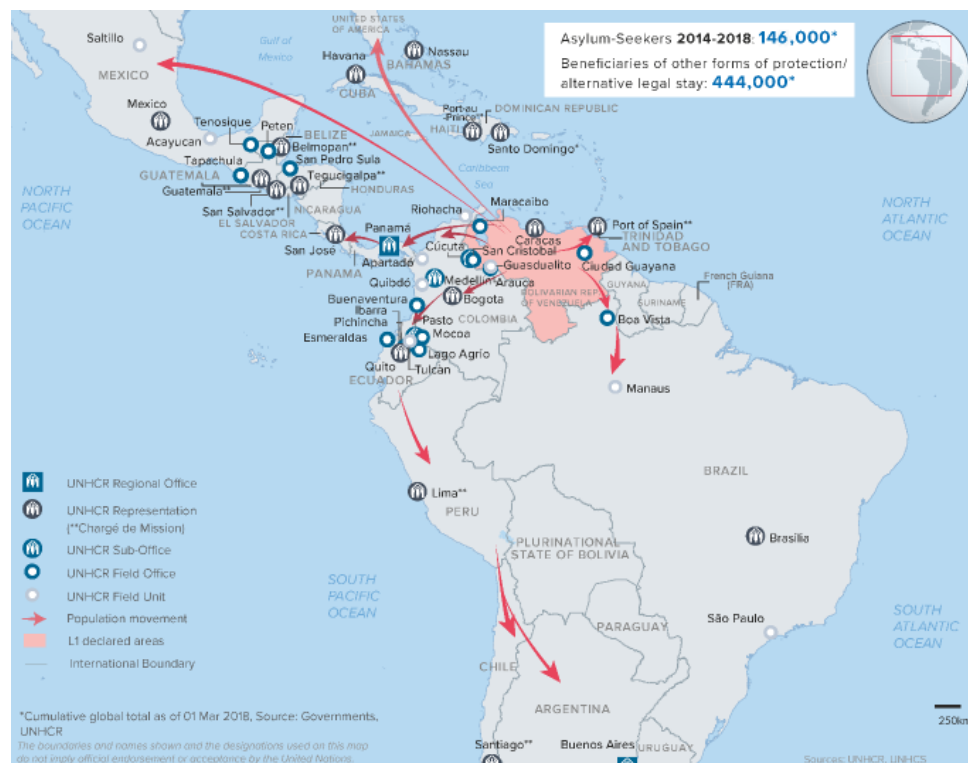 UNITED STATES
OF AMERICA
Asylum-Seekers 2014-2018: 146,000*
Beneficiaries of other forms of protection/
alternative legal stay: 444,000*
Saltillo
MEXICO
Gulf of
Mexico
Nassau
BAHAMAS
Havana
CUBA
Mexico
Acayucan
Tenosique
Peten
BELIZE
Belmopan**
Tapachula
San Pedro Sula
GUATEMALA
Tegucigalpa**
Guatemala**
HONDURAS
San Salvador**
NICARAGUA
EL SALVADOR
COSTA RICA
San José
PANAMA
Panamá
JAMAICA
Port-au
-Prince**
HAITI
DOMINICAN REPUBLIC
Santo Domingo*
Caribbean
Sea
NORTH
PACIFIC
OCEAN
NORTH
ATLANTIC
OCEAN
Riohacha
Maracaibo
Caracas
Port of Spain**
TRINIDAD
AND TOBAGO
Apartadó
Cúcuta
San Cristobal
Guasdualito
Ciudad Guayana
Quibdó
Medellin
Arauca
BOLIVARIAN REP.
OF VENEZUELA
GUYANA
SURINAME
French Guiana
(FRA)
Buenaventura
Bogota
COLOMBIA
Ibarra
Pichincha
Pasto
Mocoa
Esmeraldas
Lago Agrio
Quito
Tulcan
ECUADOR
Boa Vista
Manaus
Lima**
PERU
BRAZIL
Brasilia
PLURINATIONAL
STATE OF BOLIVIA
PARAGUAY
São Paulo
SOUTH
PACIFIC
OCEAN
SOUTH
ATLANTIC
OCEAN
CHILE
ARGENTINA
Santiago**
Buenos Aires
URUGUAY
UNHCR Regional Office
UNHCR Representation
(**Chargé de Mission)
UNHCR Sub-Office
UNHCR Field Office
UNHCR Field Unit
Population movement
L1 declared areas
International Boundary
*Cumulative global total as of 01 Mar 2018, Source: Governments,
UNHCR
The boundaries and names shown and the designations used on this map
do not imply official endorsement or acceptance by the United Nations.
250km
Sources: UNHCR, UNHCS